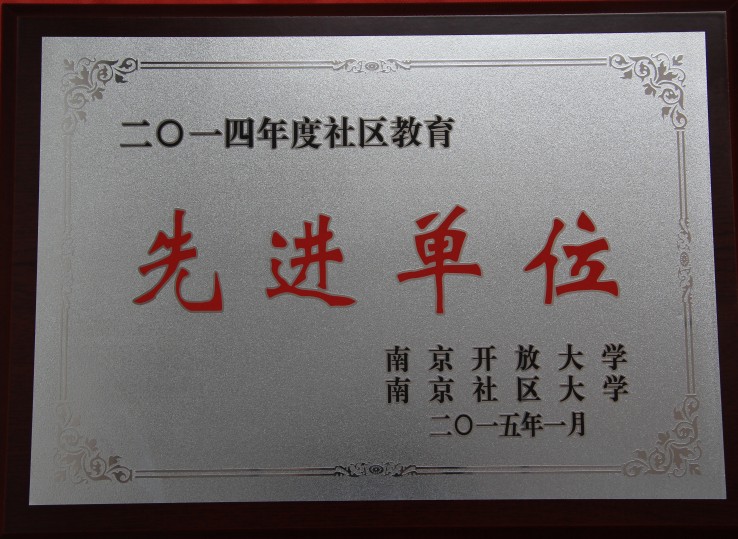 二〇一四年度社区教育
先进单位
南京开放大学
南京社区大学
二〇一五年一月